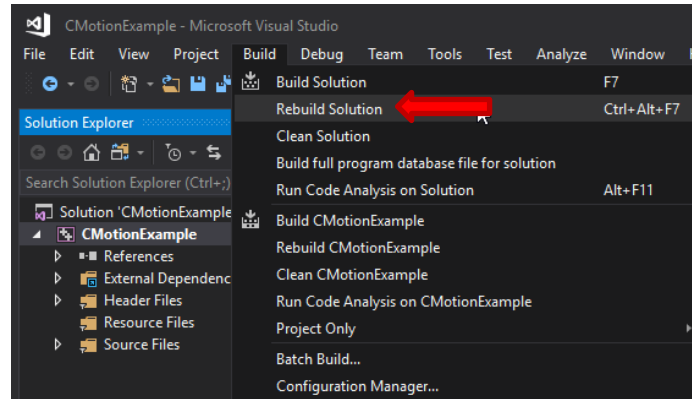 CMotionExample - Microsoft Visual Studio
File Edit View Project Build Debug Team Tools Test Analyze Window
Build Solution F7
Rebuild Solution Ctrl+Alt+F7
Solution Explorer
Clean Solution
Build full program database file for solution
Search Solution Explorer (Ctrl+;)
Run Code Analysis on Solution Alt+F11
Solution 'CMotionExample
Build CMotionExample
CMotionExample
Rebuild CMotionExample
References
Clean CMotionExample
External Dependenc
Run Code Analysis on CMotionExample
Header Files
Resource Files
Project Only
Source Files
Batch Build...
Configuration Manager...